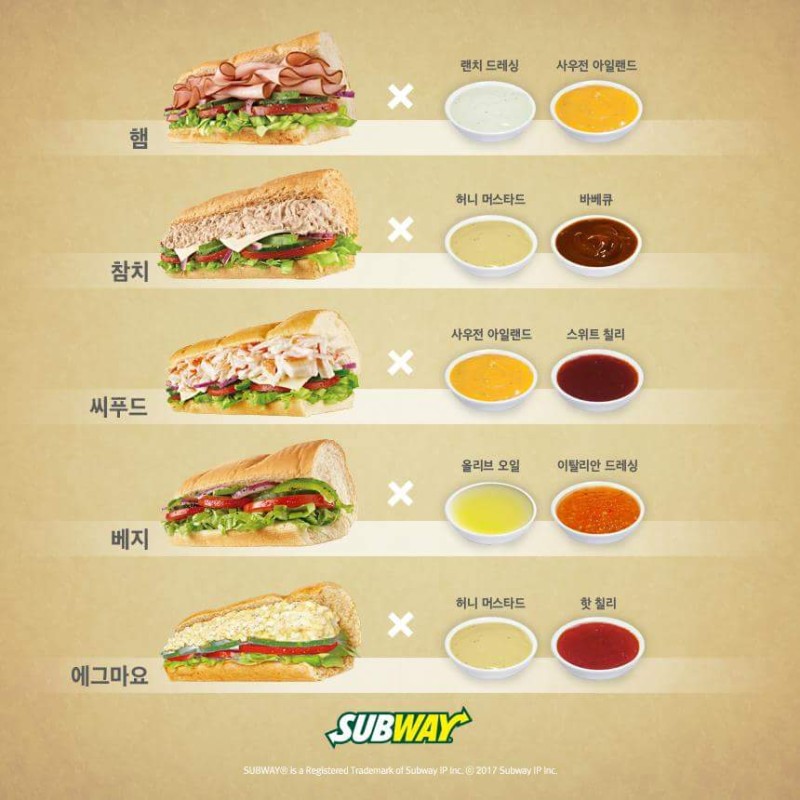 랜치 드레싱 사우전 아일랜드
햄
허니 머스타드 바베큐
참치
사우전 아일랜드 스위트 칠리
씨푸드
올리브 오일 이탈리안 드레싱
베지
허니 머스타드 핫 칠리
에그마요
SUBWAY
SUBWAY® is a Registered Trademark of Subway IP Inc. © 2017 Subway IP Inc.